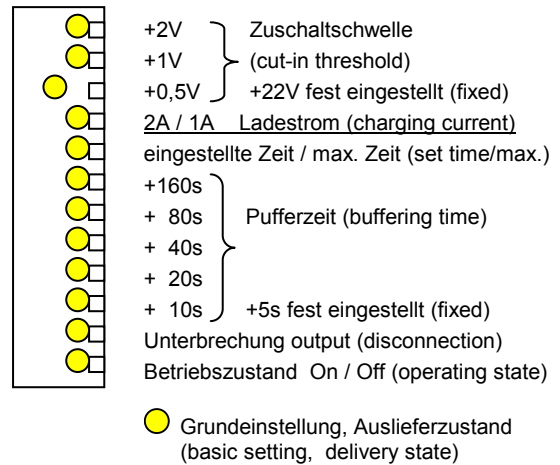 +2V Zuschaltschwelle
+1V (cut-in threshold)
+0,5V +22V fest eingestellt (fixed)
2A / 1A Ladestrom (charging current)
eingestellte Zeit / max. Zeit (set time/max.)
+160s
+ 80s Pufferzeit (buffering time)
+ 40s
+ 20s
+ 10s +5s fest eingestellt (fixed)
Unterbrechung output (disconnection)
Betriebszustand On / Off (operating state)
Grundeinstellung, Auslieferzustand
(basic setting, delivery state)